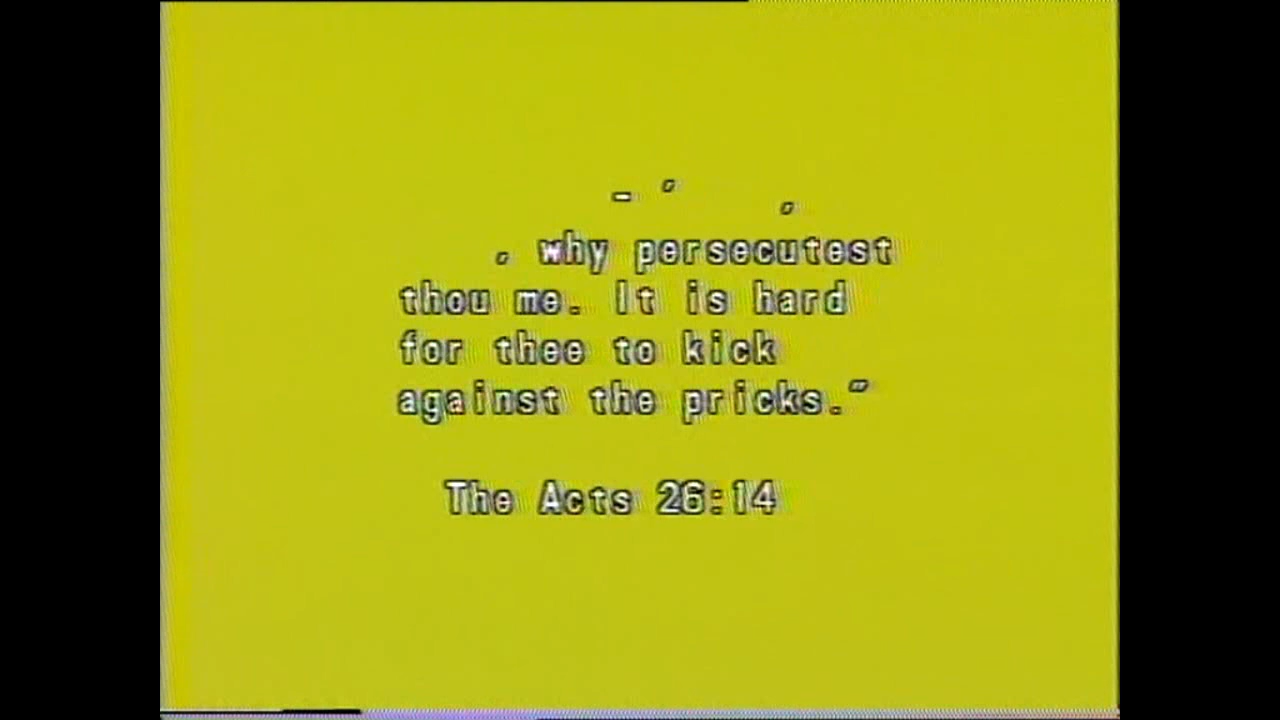 - ‘ ,
, why persecutest
thou me. It is hard
for thee to kick
against the pricks.”
The Acts 26:14